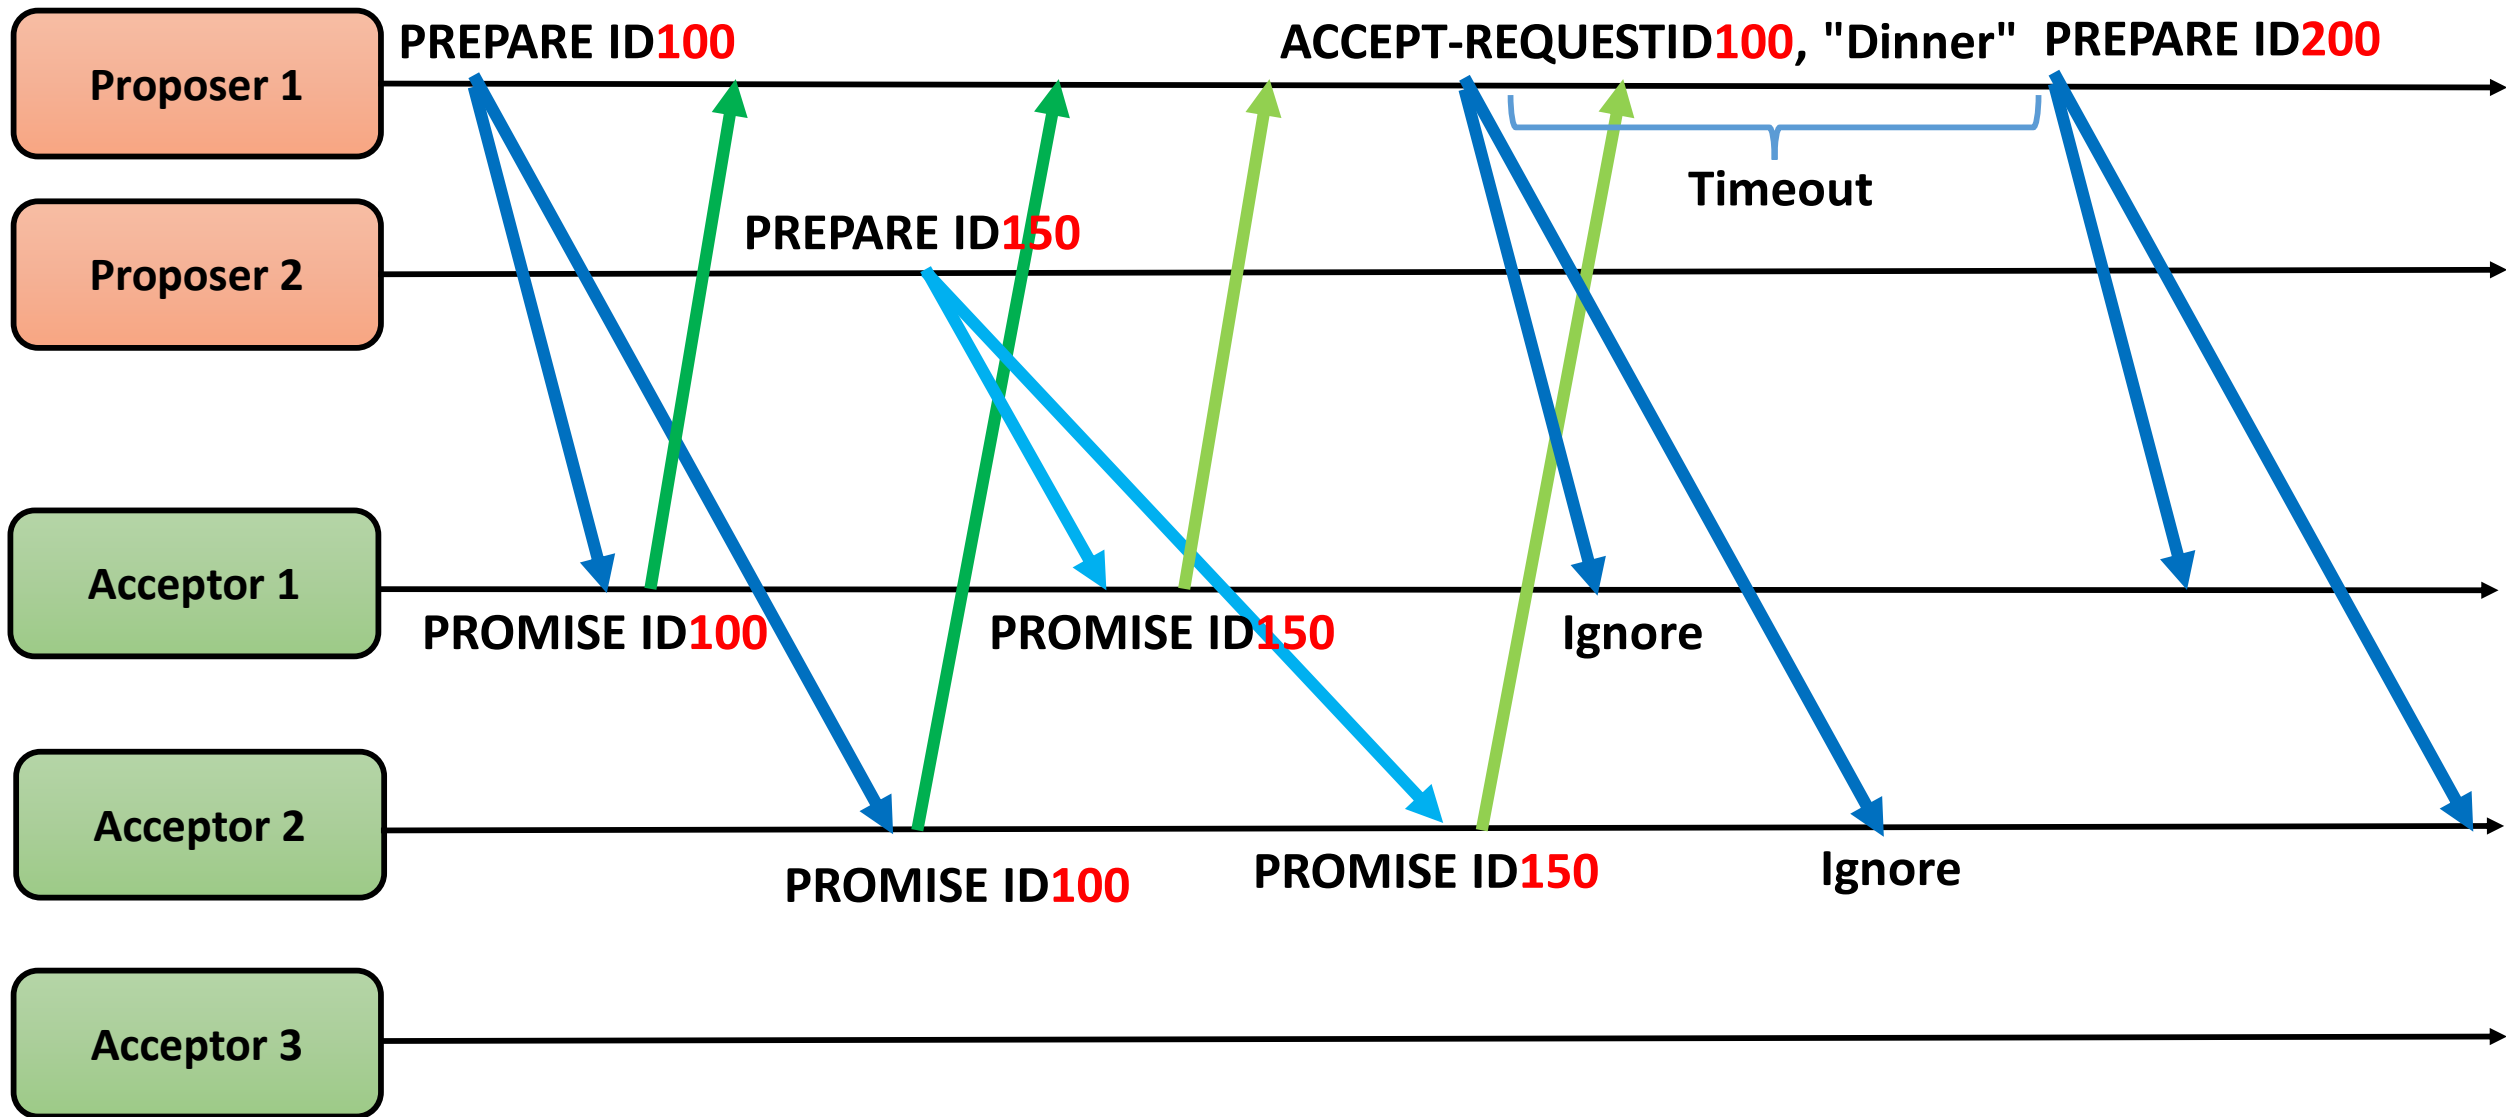 PREPARE ID100
ACCEPT-REQUESTID100, "Dinner"
PREPARE ID200
Proposer 1
Timeout
PREPARE ID150
Proposer 2
Acceptor 1
PROMISE ID100
PROMISE ID150
Ignore
Acceptor 2
PROMISE ID100
PROMISE ID150
Ignore
Acceptor 3